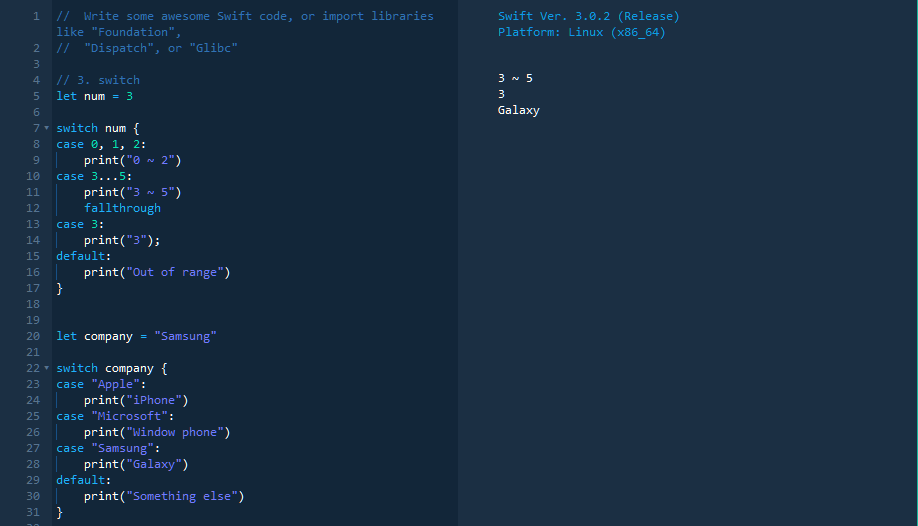 1 //  Write some awesome Swift code, or import libraries
like "Foundation",
2 //  "Dispatch", or "Glibc"
3
4 // 3. switch
5 let num = 3
6
7 switch num {
8 case 0, 1, 2:
9     print("0 ~ 2")
10 case 3...5:
11     print("3 ~ 5")
12     fallthrough
13 case 3:
14     print("3");
15 default:
16     print("Out of range")
17 }
18
19
20 let company = "Samsung"
21
22 switch company {
23 case "Apple":
24     print("iPhone")
25 case "Microsoft":
26     print("Window phone")
27 case "Samsung":
28     print("Galaxy")
29 default:
30     print("Something else")
31 }
Swift Ver. 3.0.2 (Release)
Platform: Linux (x86_64)
3 ~ 5
3
Galaxy